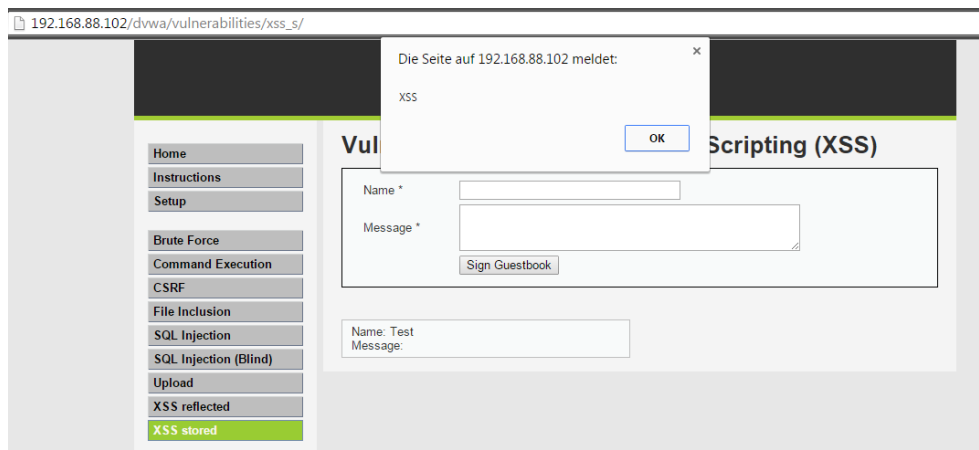 192.168.88.102/dvwa/vulnerabilities/xss_s/
Die Seite auf 192.168.88.102 meldet:
×
XSS
OK
Vul Scripting (XSS)
Home
Instructions
Setup
Brute Force
Command Execution
CSRF
File Inclusion
SQL Injection
SQL Injection (Blind)
Upload
XSS reflected
XSS stored
Name *
Message *
Sign Guestbook
Name: Test
Message: